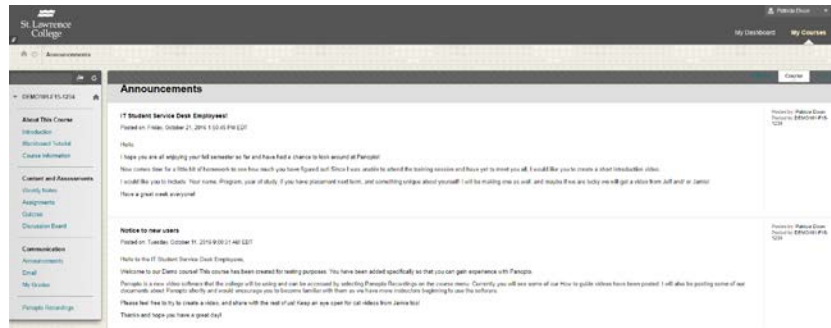 St. Lawrence
College
Patricia Dixon
My Dashboard
My Courses
Announcements
Course
DEMO101-F15-1234
About This Course
Introduction
Blackboard Tutorial
Course Information
Content and Assessments
Weekly Notes
Assignments
Quizzes
Discussion Board
Communication
Announcements
Email
My Grades
Panopto Recordings
Announcements
IT Student Service Desk Employees!
Posted on: Friday, October 21, 2016 1:50:45 PM EDT
Hello,
I hope you are all enjoying your fall semester so far and have had a chance to look around at Panopto!
Now comes time for a little bit of homework to see how much you have figured out! Since I was unable to attend the training session and have yet to meet you all, I would like you to create a short introduction video.
I would like you to include: Your name, Program, year of study, if you have placement next term, and something unique about yourself! I will be making one as well, and maybe if we are lucky we will get a video from Jeff and/ or Jamie!
Have a great week everyone!
Posted by: Patricia Dixon
Posted to: DEMO101-F15-
1234
Notice to new users
Posted on: Tuesday, October 11, 2016 9:00:31 AM EDT
Hello to the IT Student Service Desk Employees,
Welcome to our Demo course! This course has been created for testing purposes. You have been added specifically so that you can gain experience with Panopto.
Panopto is a new video software that the college will be using and can be accessed by selecting Panopto Recordings on the course menu. Currently you will see some of our How to guide videos have been posted. I will also be posting some of our
documents about Panopto shortly and would encourage you to become familiar with them as we have more instructors beginning to use the software.
Please feel free to try to create a video, and share with the rest of us! Keep an eye open for cat videos from Jamie too!
Thanks and hope you have a great day!
Posted by: Patricia Dixon
Posted to: DEMO101-F15-
1234